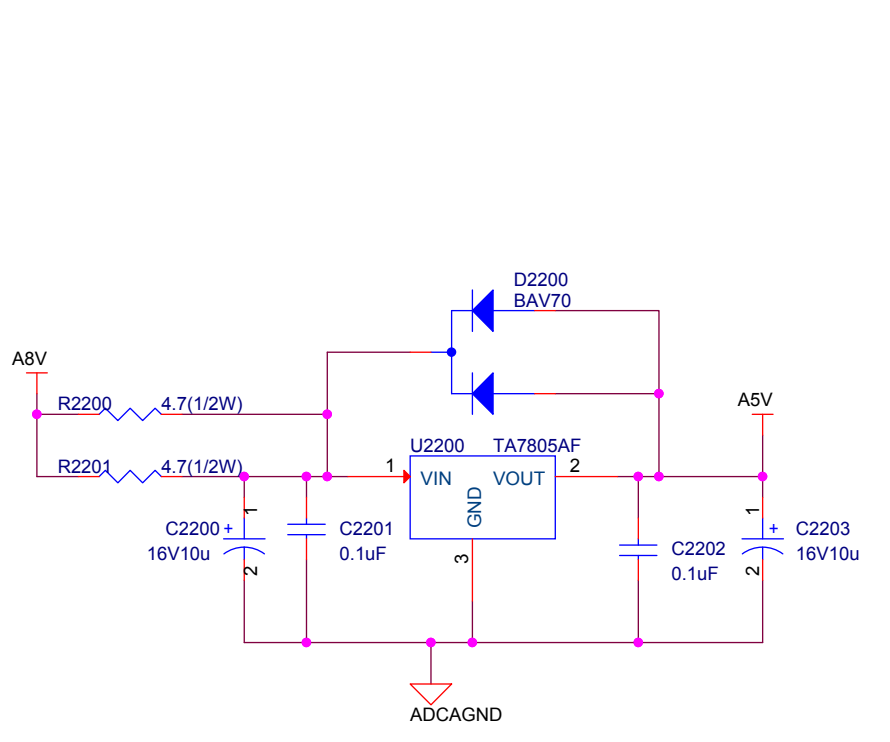 D2200
BAV70
A8V
R2200 4.7(1/2W)
A5V
U2200 TA7805AF
R2201 4.7(1/2W)
1
2
VIN VOUT
GND
1
1
C2200 +
16V10u
C2201
0.1uF
+ C2203
16V10u
C2202
0.1uF
2
3
2
ADCAGND